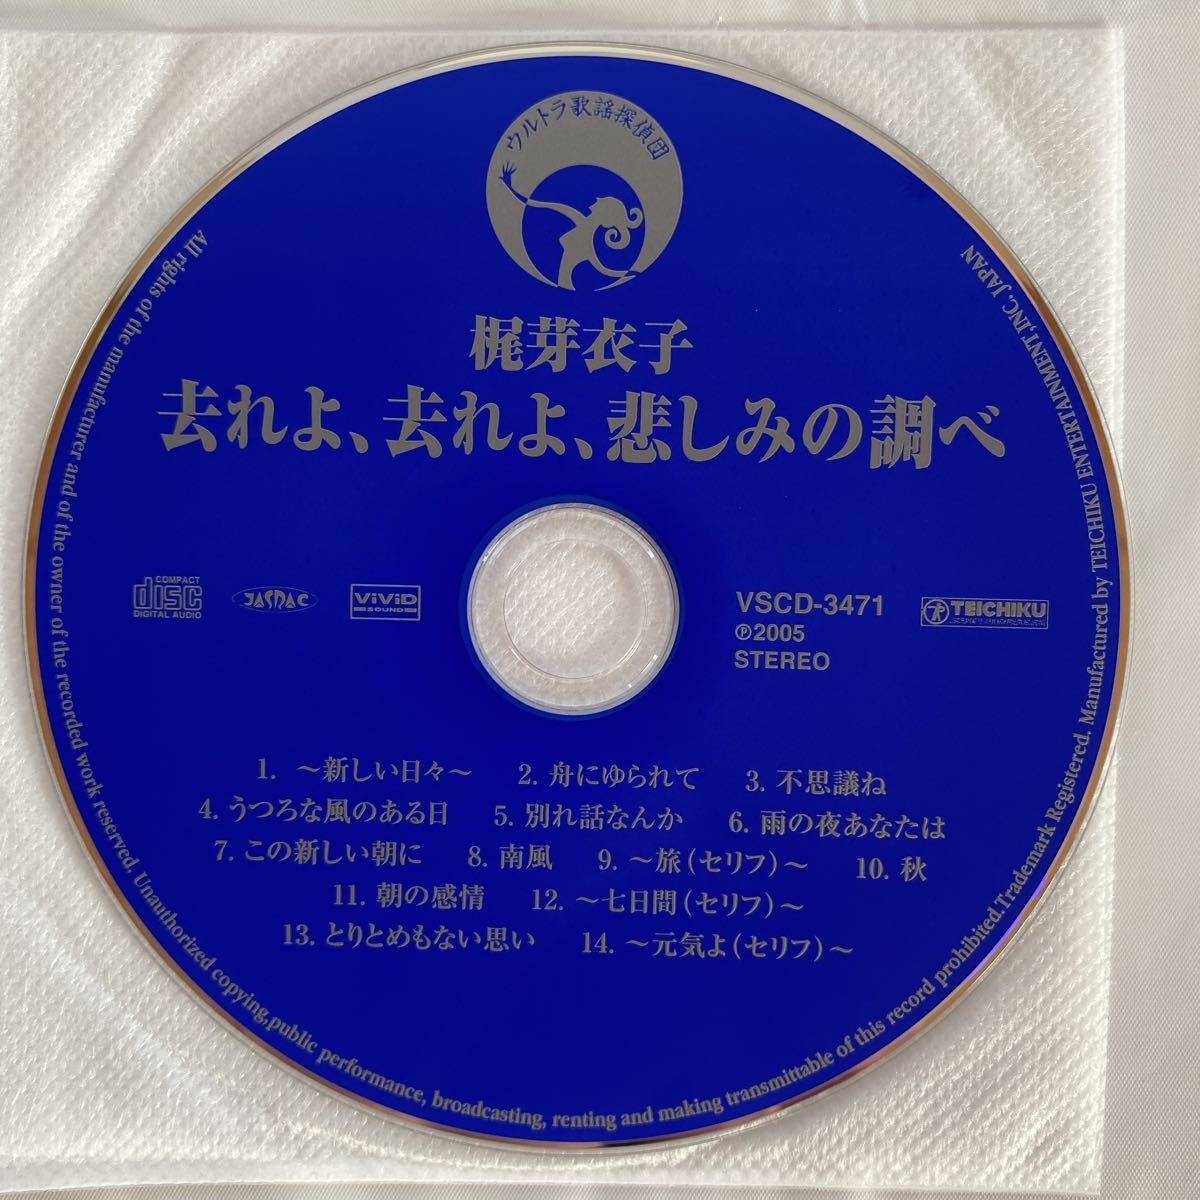 ウルトラ歌謡探偵団
梶芽衣子
去れよ、去れよ、悲しみの調べ
COMPACT
disc
DIGITAL AUDIO
JASRAC
ViViD
SOUND
VSCD-3471
Ⓟ2005
STEREO
TEICHIKU
1. 〜新しい日々〜 2. 舟にゆられて 3. 不思議ね
4. うつろな風のある日 5. 別れ話なんか 6. 雨の夜あなたは
7. この新しい朝に 8. 南風 9. 〜旅(セリフ)〜 10. 秋
11. 朝の感情 12. 〜七日間(セリフ)〜
13. とりとめもない思い 14. 〜元気よ(セリフ)〜
All rights of the manufacturer and of the owner of the recorded work reserved. Unauthorized copying,public performance, broadcasting, renting and making transmittable of this record prohibited.Trademark Registered. Manufactured by TEICHIKU ENTERTAINMENT,INC. JAPAN